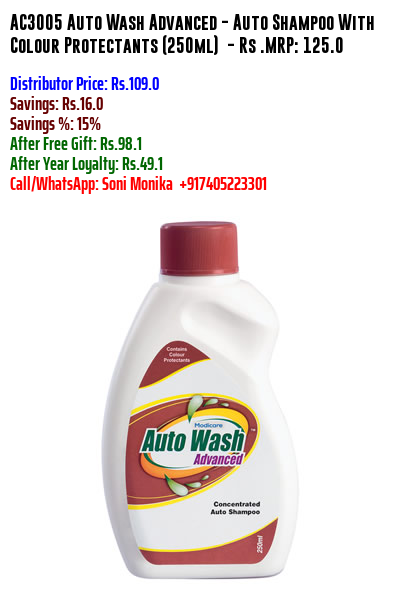 AC3005 Auto Wash Advanced - Auto Shampoo With
Colour Protectants (250ml) - Rs .MRP: 125.0
Distributor Price: Rs.109.0
Savings: Rs.16.0
Savings %: 15%
After Free Gift: Rs.98.1
After Year Loyalty: Rs.49.1
Call/WhatsApp: Soni Monika +917405223301
Contains
Colour
Protectants
Modicare
Auto Wash
Advanced
Concentrated
Auto Shampoo
250ml